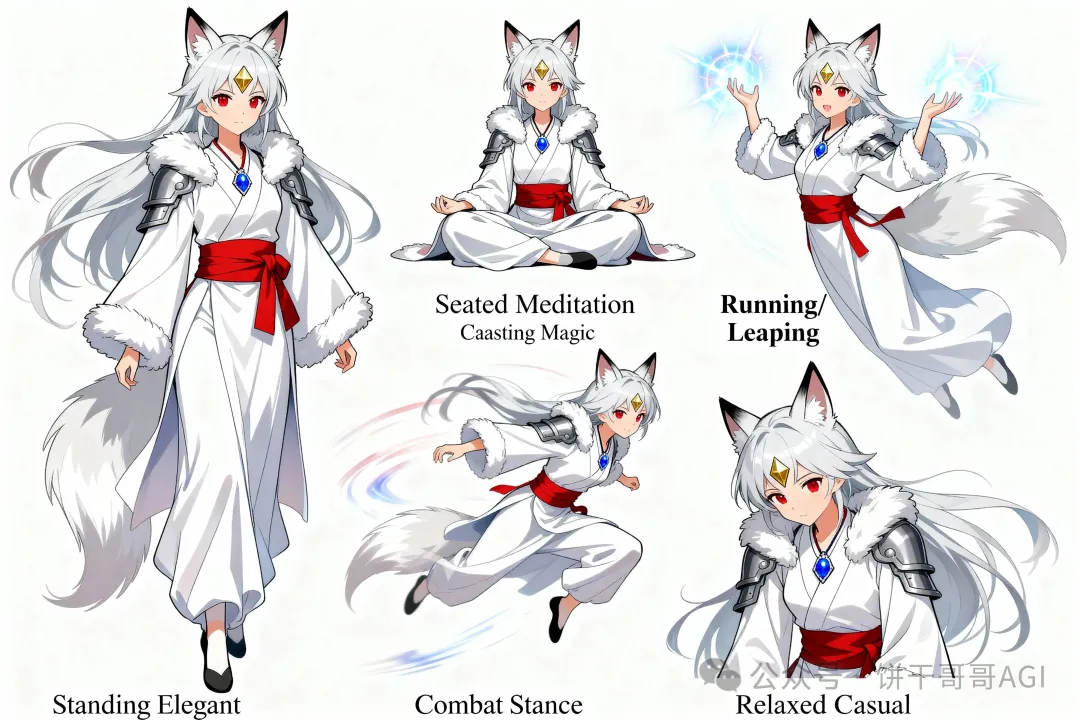 Seated Meditation
Caasting Magic
Running/
Leaping
Standing Elegant
Combat Stance
Relaxed Casual
公众号 · 饼干哥哥AGI